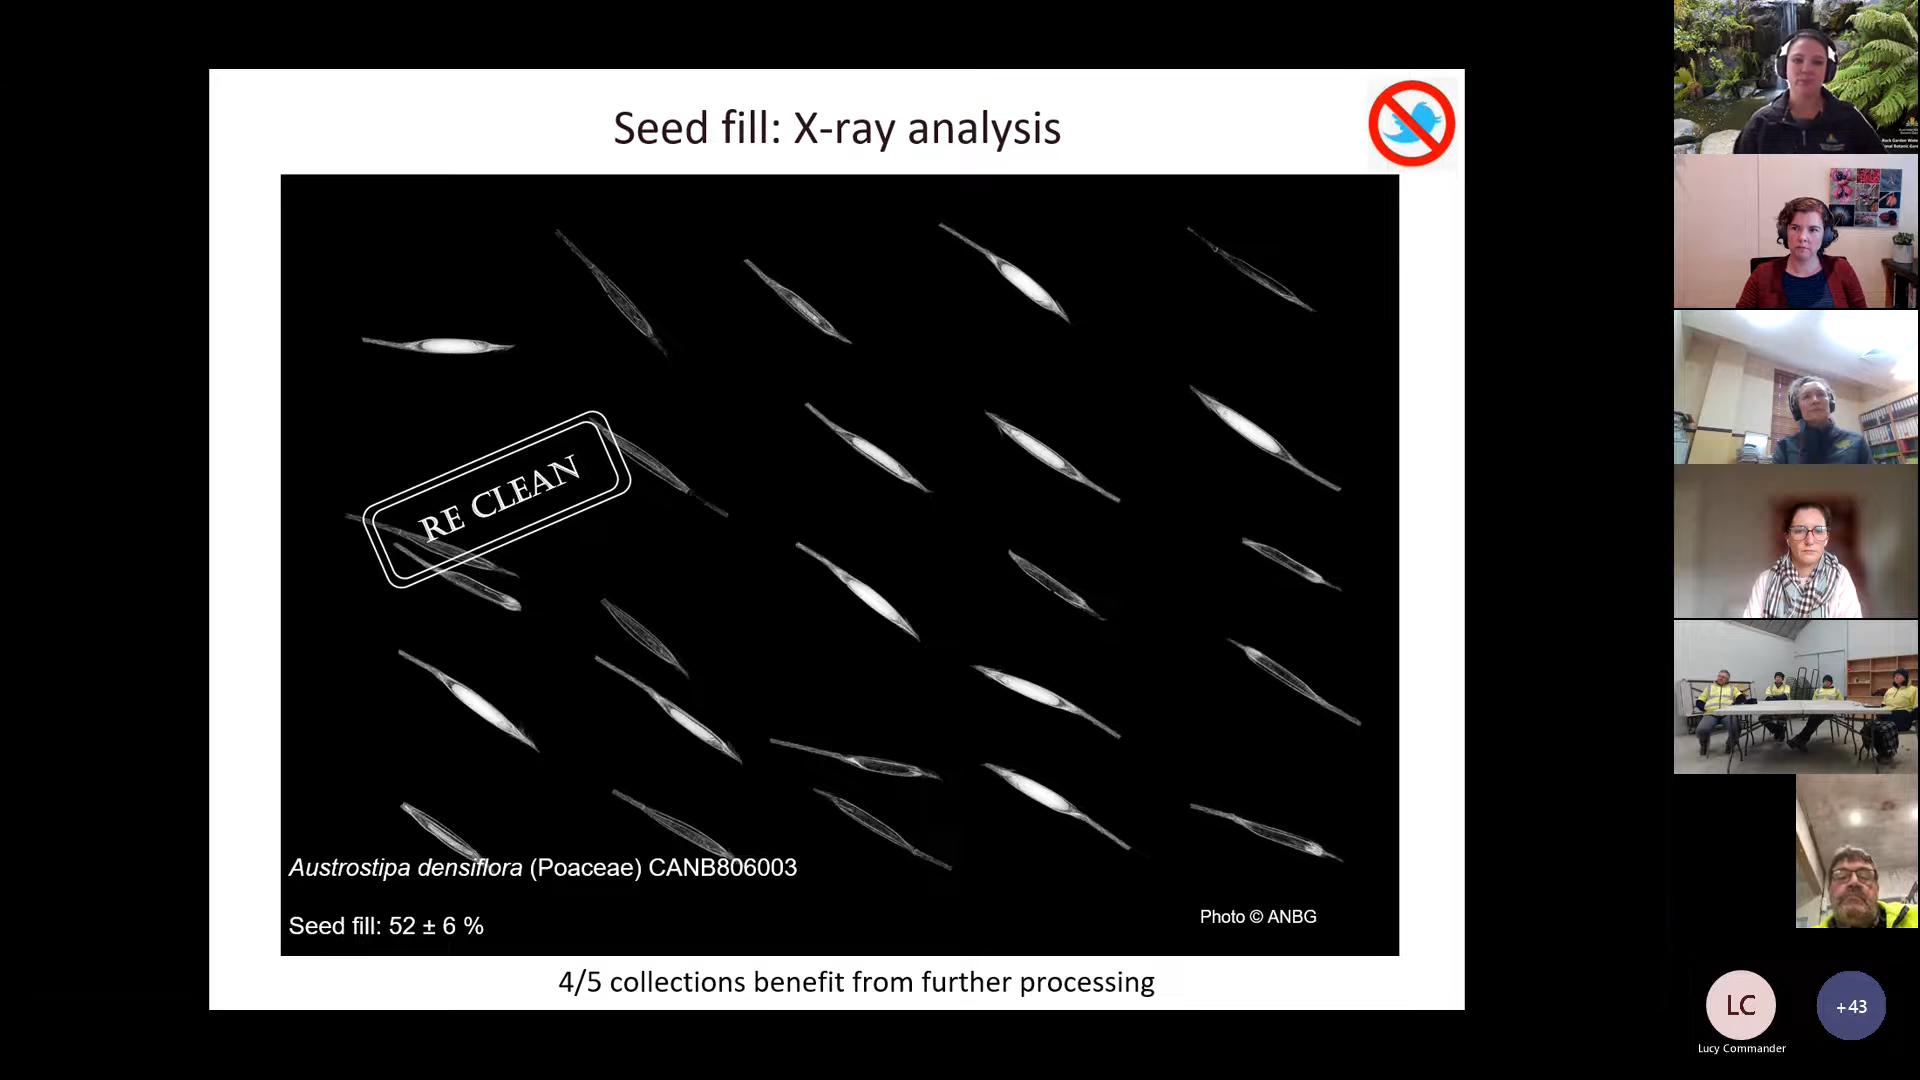 Seed fill: X-ray analysis
RE CLEAN
Austrostipa densiflora (Poaceae) CANB806003
Photo © ANBG
Seed fill: 52 ± 6 %
4/5 collections benefit from further processing
LC
+43
Lucy Commander